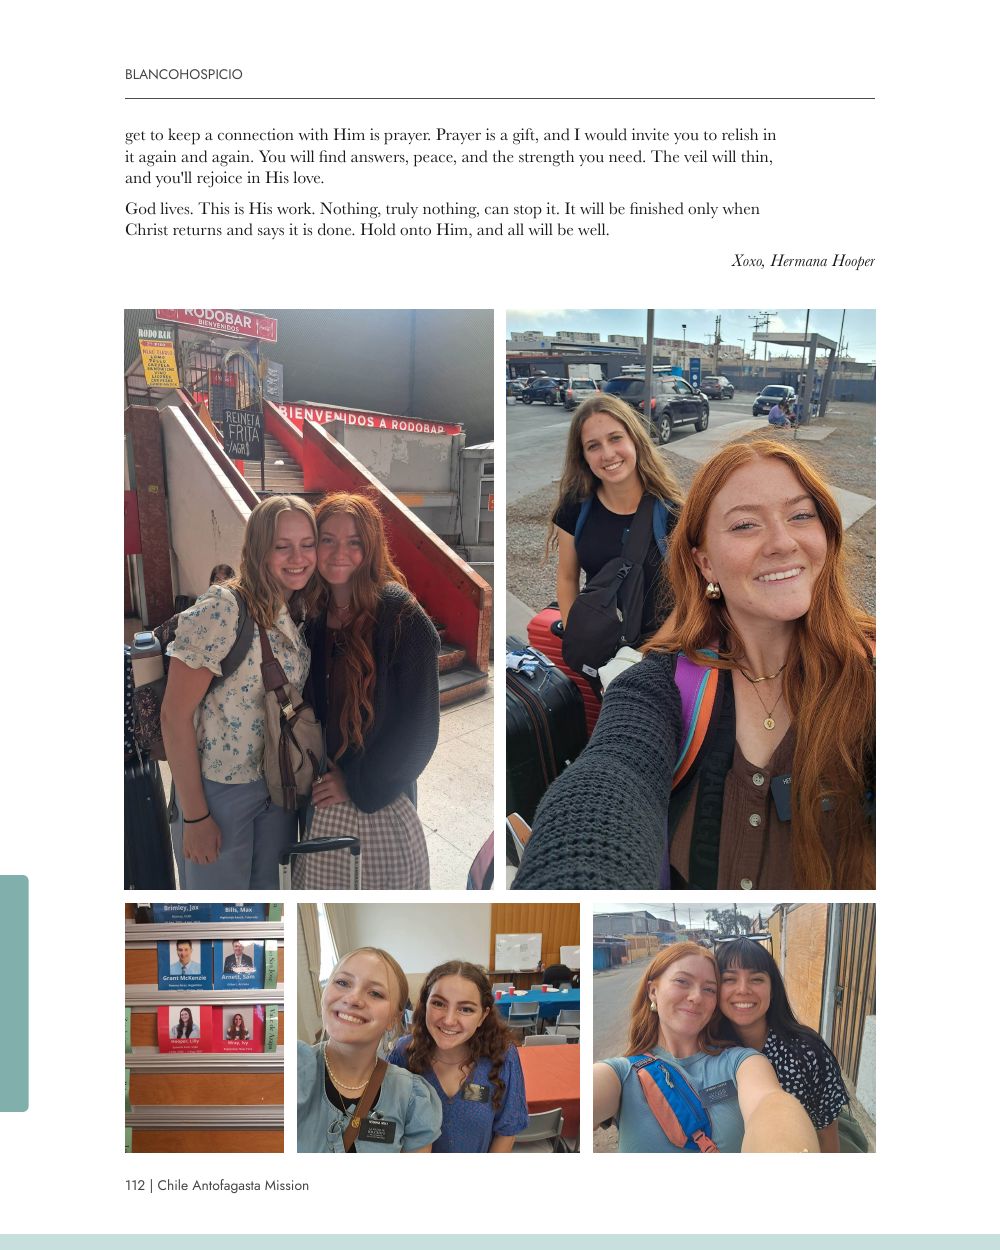 BLANCOHOSPICIO
get to keep a connection with Him is prayer. Prayer is a gift, and I would invite you to relish in
it again and again. You will find answers, peace, and the strength you need. The veil will thin,
and you'll rejoice in His love.
God lives. This is His work. Nothing, truly nothing, can stop it. It will be finished only when
Christ returns and says it is done. Hold onto Him, and all will be well.
Xoxo, Hermana Hooper
RODOBAR
BIENVENIDOS
RODO BAR
REINETA
FRITA
BIENVENIDOS A RODOBAR
Brimley, Jax
Bills, Max
Grant McKenzie
Arnett, Sam
Hooper, Lilly
Wray, Ivy
112 | Chile Antofagasta Mission